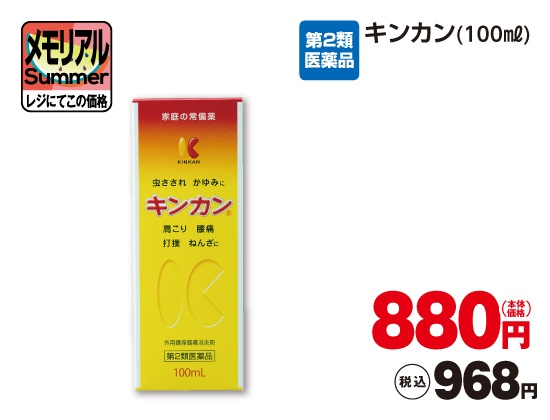 メモリアル
Summer
レジにてこの価格
第2類
医薬品
キンカン(100㎖)
家庭の常備薬
KINKAN
虫さされ かゆみに
キンカン®
肩こり 腰痛
打撲 ねんざに
外用鎮痒鎮痛消炎剤
第2類医薬品
100mL
880円(本体価格)
税込968円